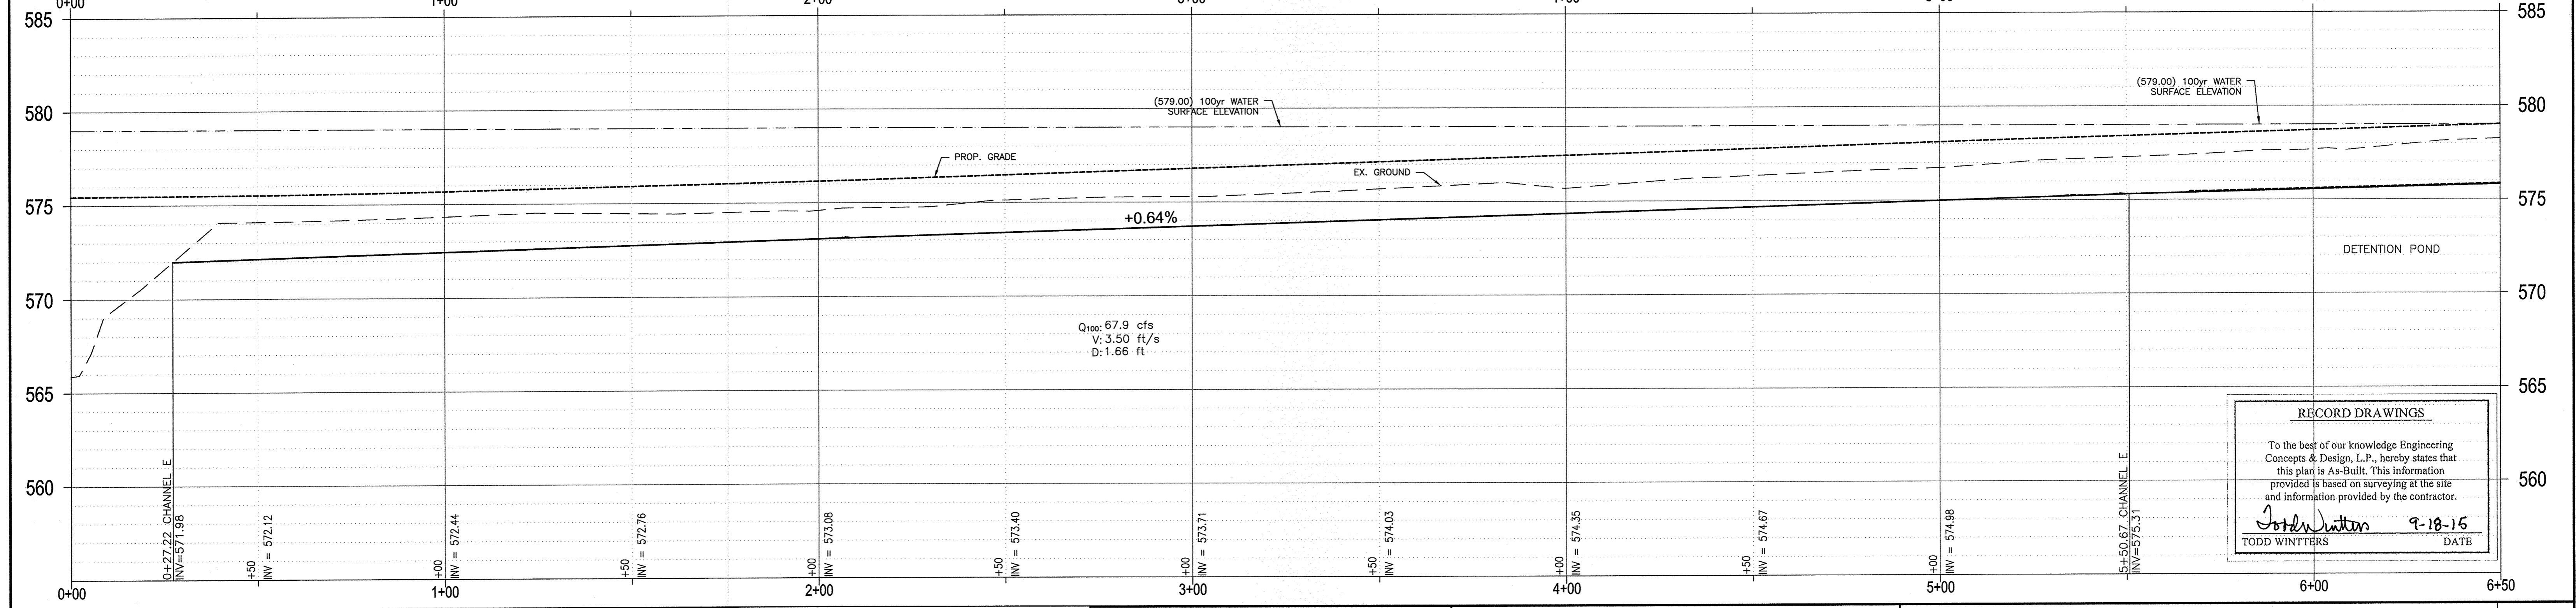 0+00
1+00
2+00
585
585
580
580
575
575
570
570
565
565
560
560
(579.00) 100yr WATER
SURFACE ELEVATION
(579.00) 100yr WATER
SURFACE ELEVATION
PROP. GRADE
EX. GROUND
+0.64%
DETENTION POND
Q100: 67.9 cfs
V: 3.50 ft/s
D: 1.66 ft
0+27.22 CHANNEL E
INV=571.98
+50
INV = 572.12
+00
INV = 572.44
+50
INV = 572.76
+00
INV = 573.08
+50
INV = 573.40
+00
INV = 573.71
+50
INV = 574.03
+00
INV = 574.35
+50
INV = 574.67
+00
INV = 574.98
5+50.67 CHANNEL E
INV=575.31
RECORD DRAWINGS
To the best of our knowledge Engineering
Concepts & Design, L.P., hereby states that
this plan is As-Built. This information
provided is based on surveying at the site
and information provided by the contractor.
Todd Wintters 9-18-15
TODD WINTTERS DATE
0+00
1+00
2+00
3+00
4+00
5+00
6+00
6+50